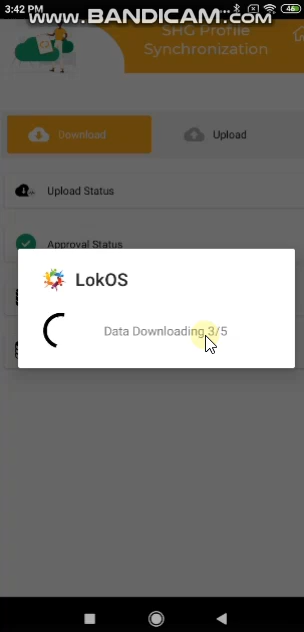 3:42 PM
48
WWW.BANDICAM.com
SHG Profile
Synchronization
Download
Upload
Upload Status
Approval Status
LokOS
Data Downloading 3/5